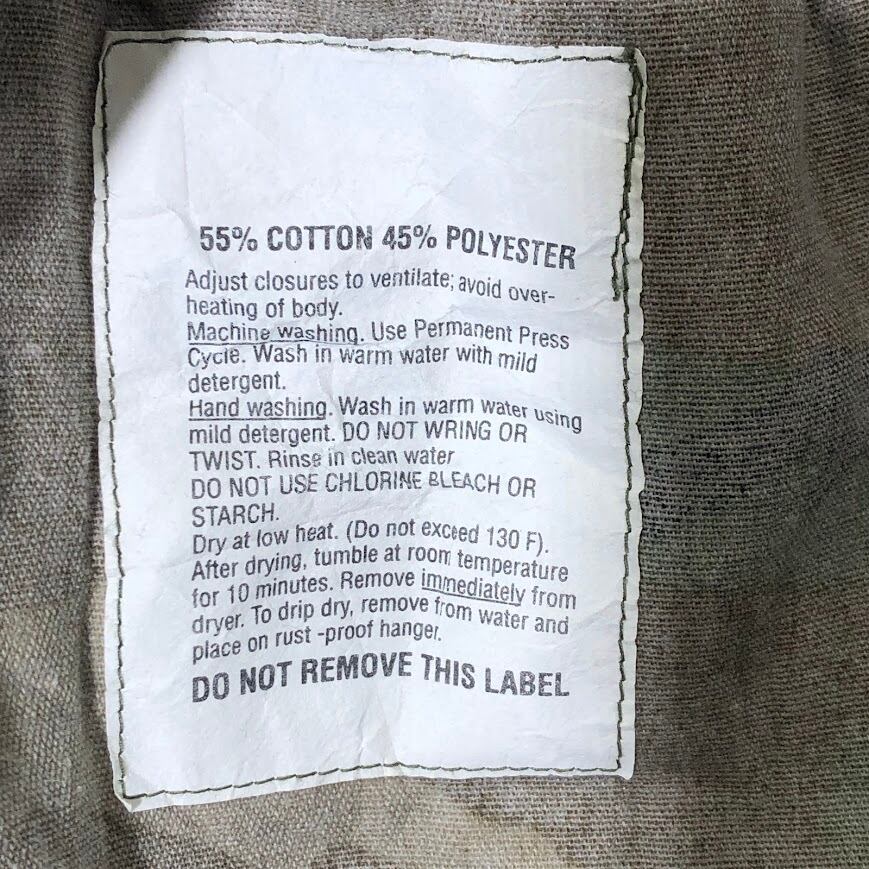 55% COTTON 45% POLYESTER
Adjust closures to ventilate; avoid over-
heating of body.
Machine washing. Use Permanent Press
Cycle. Wash in warm water with mild
detergent.
Hand washing. Wash in warm water using
mild detergent. DO NOT WRING OR
TWIST. Rinse in clean water
DO NOT USE CHLORINE BLEACH OR
STARCH.
Dry at low heat. (Do not exceed 130 F).
After drying, tumble at room temperature
for 10 minutes. Remove immediately from
dryer. To drip dry, remove from water and
place on rust -proof hanger.
DO NOT REMOVE THIS LABEL